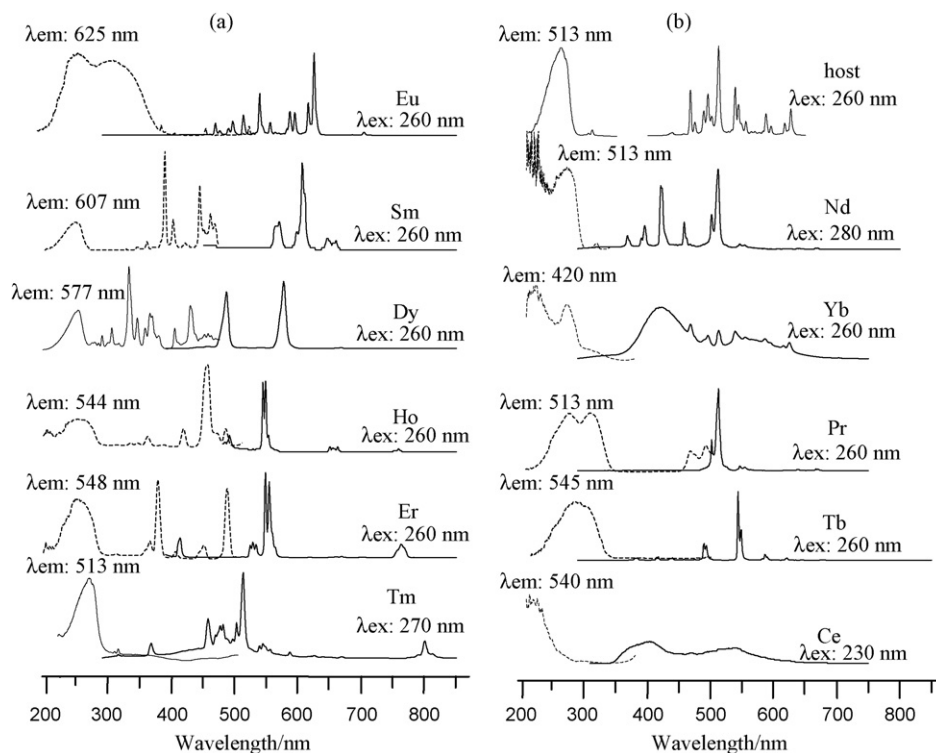 (a)
λem: 625 nm
Eu
λex: 260 nm
λem: 607 nm
Sm
λex: 260 nm
λem: 577 nm
Dy
λex: 260 nm
λem: 544 nm
Ho
λex: 260 nm
λem: 548 nm
Er
λex: 260 nm
λem: 513 nm
Tm
λex: 270 nm
200 300 400 500 600 700 800
Wavelength/nm
(b)
λem: 513 nm
host
λex: 260 nm
λem: 513 nm
Nd
λex: 280 nm
λem: 420 nm
Yb
λex: 260 nm
λem: 513 nm
Pr
λex: 260 nm
λem: 545 nm
Tb
λex: 260 nm
λem: 540 nm
Ce
λex: 230 nm
200 300 400 500 600 700 800
Wavelength/nm